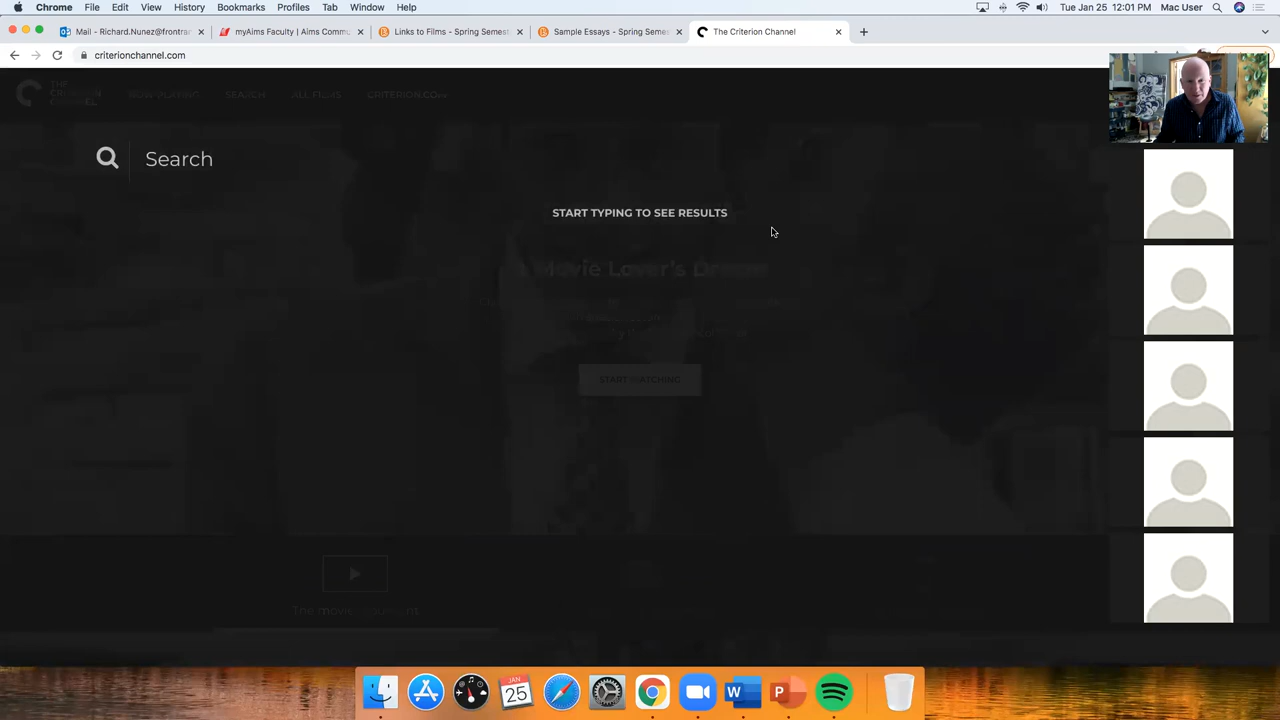 Chrome File Edit View History Bookmarks Profiles Tab Window Help Tue Jan 25 12:01 PM Mac User
Mail - Richard.Nunez@frontran myAims Faculty | Aims Commu Links to Films - Spring Semest Sample Essays - Spring Semes The Criterion Channel
criterionchannel.com
THE CRITERION CHANNEL
NOW PLAYING SEARCH ALL FILMS CRITERION.COM
Search
START TYPING TO SEE RESULTS
Movie Lover's Dream
START WATCHING
JAN
25
W
P